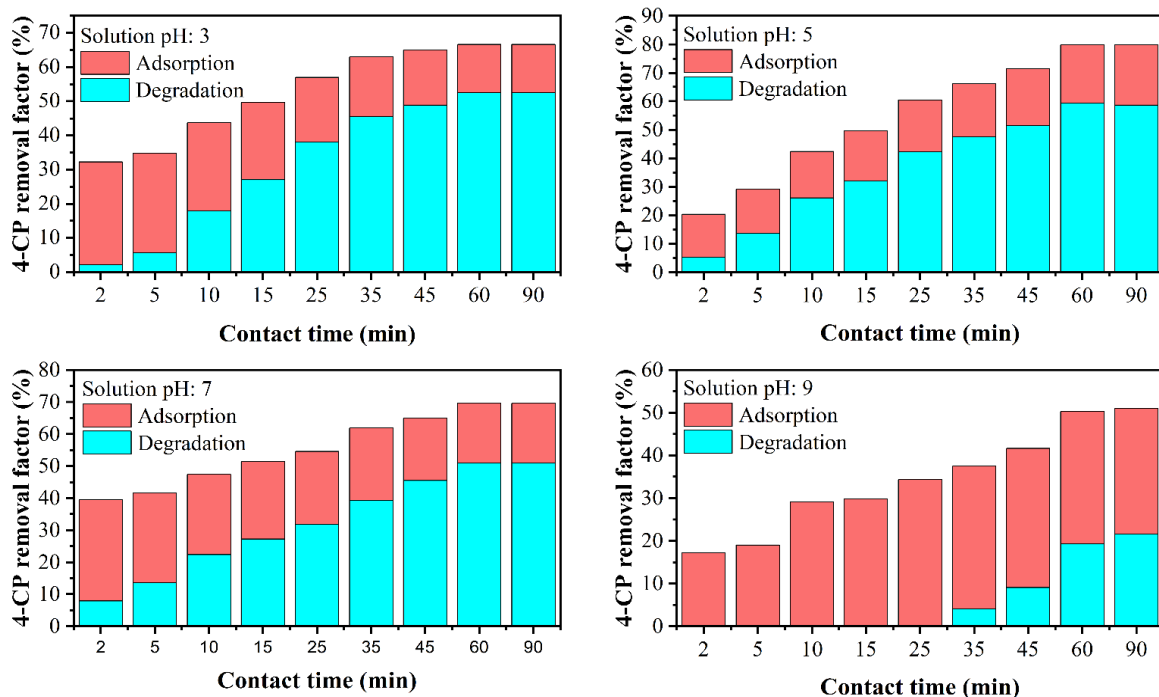 4-CP removal factor (%)
70
60
50
40
30
20
10
0
Solution pH: 3
Adsorption
Degradation
2 5 10 15 25 35 45 60 90
Contact time (min)
4-CP removal factor (%)
90
80
70
60
50
40
30
20
10
0
Solution pH: 5
Adsorption
Degradation
2 5 10 15 25 35 45 60 90
Contact time (min)
4-CP removal factor (%)
80
70
60
50
40
30
20
10
0
Solution pH: 7
Adsorption
Degradation
2 5 10 15 25 35 45 60 90
Contact time (min)
4-CP removal factor (%)
60
50
40
30
20
10
0
Solution pH: 9
Adsorption
Degradation
2 5 10 15 25 35 45 60 90
Contact time (min)